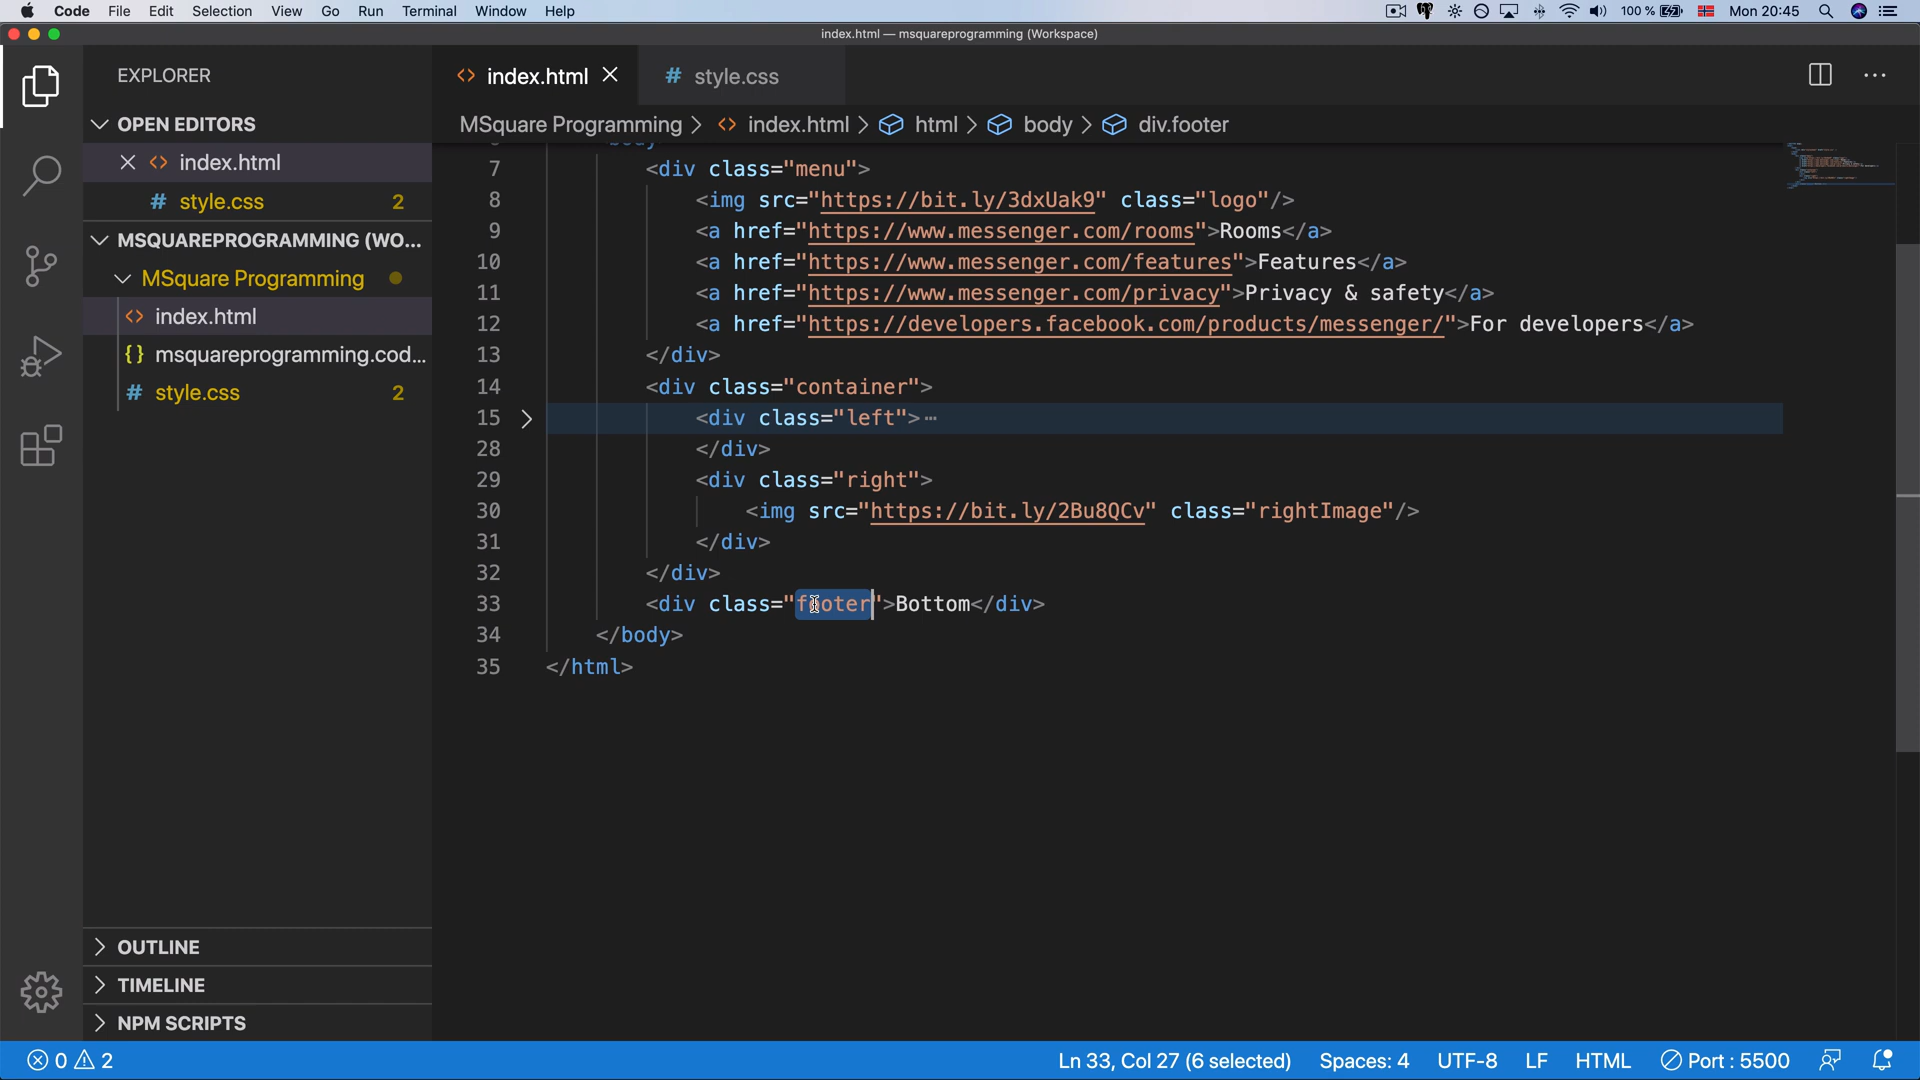 Code File Edit Selection View Go Run Terminal Window Help 100 % Mon 20:45
index.html — msquareprogramming (Workspace)
EXPLORER
OPEN EDITORS
index.html
# style.css 2
MSQUAREPROGRAMMING (WO...
MSquare Programming
<> index.html
{} msquareprogramming.cod...
# style.css 2
OUTLINE
TIMELINE
NPM SCRIPTS
<> index.html # style.css
MSquare Programming > <> index.html > html > body > div.footer
<body>
7 <div class="menu">
8 <img src="https://bit.ly/3dxUak9" class="logo"/>
9 <a href="https://www.messenger.com/rooms">Rooms</a>
10 <a href="https://www.messenger.com/features">Features</a>
11 <a href="https://www.messenger.com/privacy">Privacy & safety</a>
12 <a href="https://developers.facebook.com/products/messenger/">For developers</a>
13 </div>
14 <div class="container">
15 <div class="left">⋯
28 </div>
29 <div class="right">
30 <img src="https://bit.ly/2Bu8QCv" class="rightImage"/>
31 </div>
32 </div>
33 <div class="footer">Bottom</div>
34 </body>
35 </html>
0 2 Ln 33, Col 27 (6 selected) Spaces: 4 UTF-8 LF HTML Port : 5500